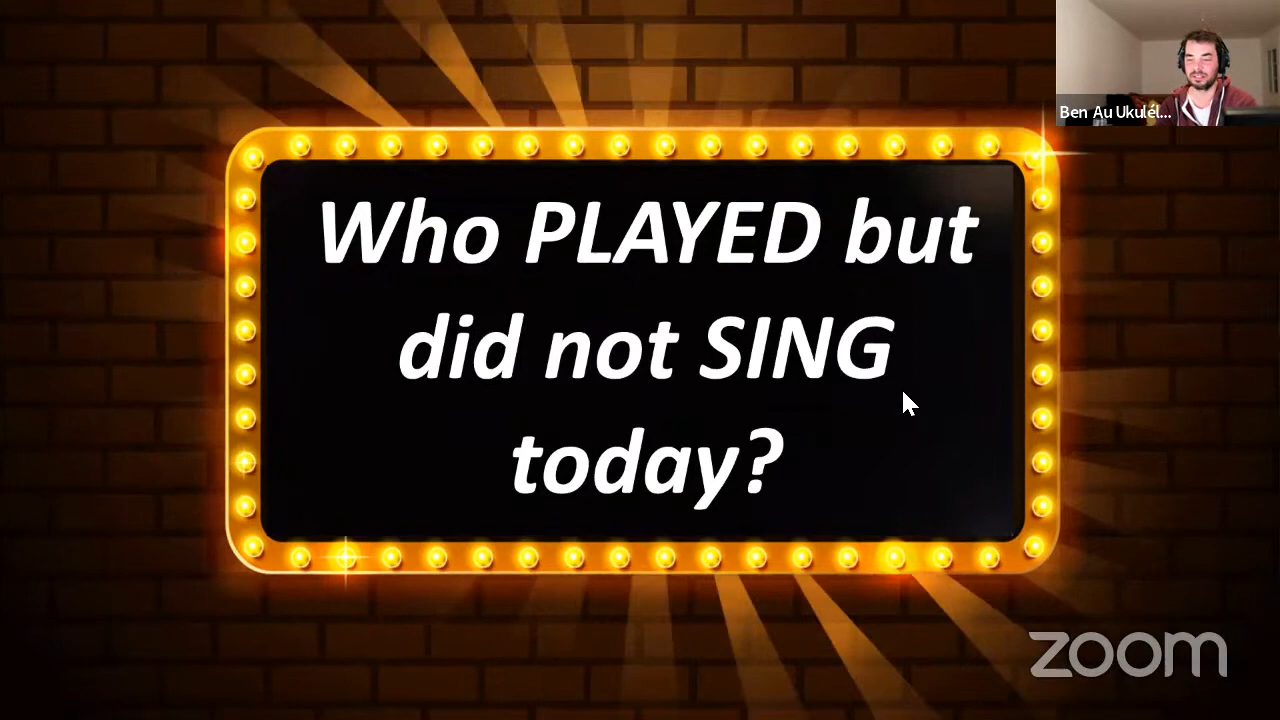 Ben Au Ukulél...
Who PLAYED but
did not SING
today?
zoom